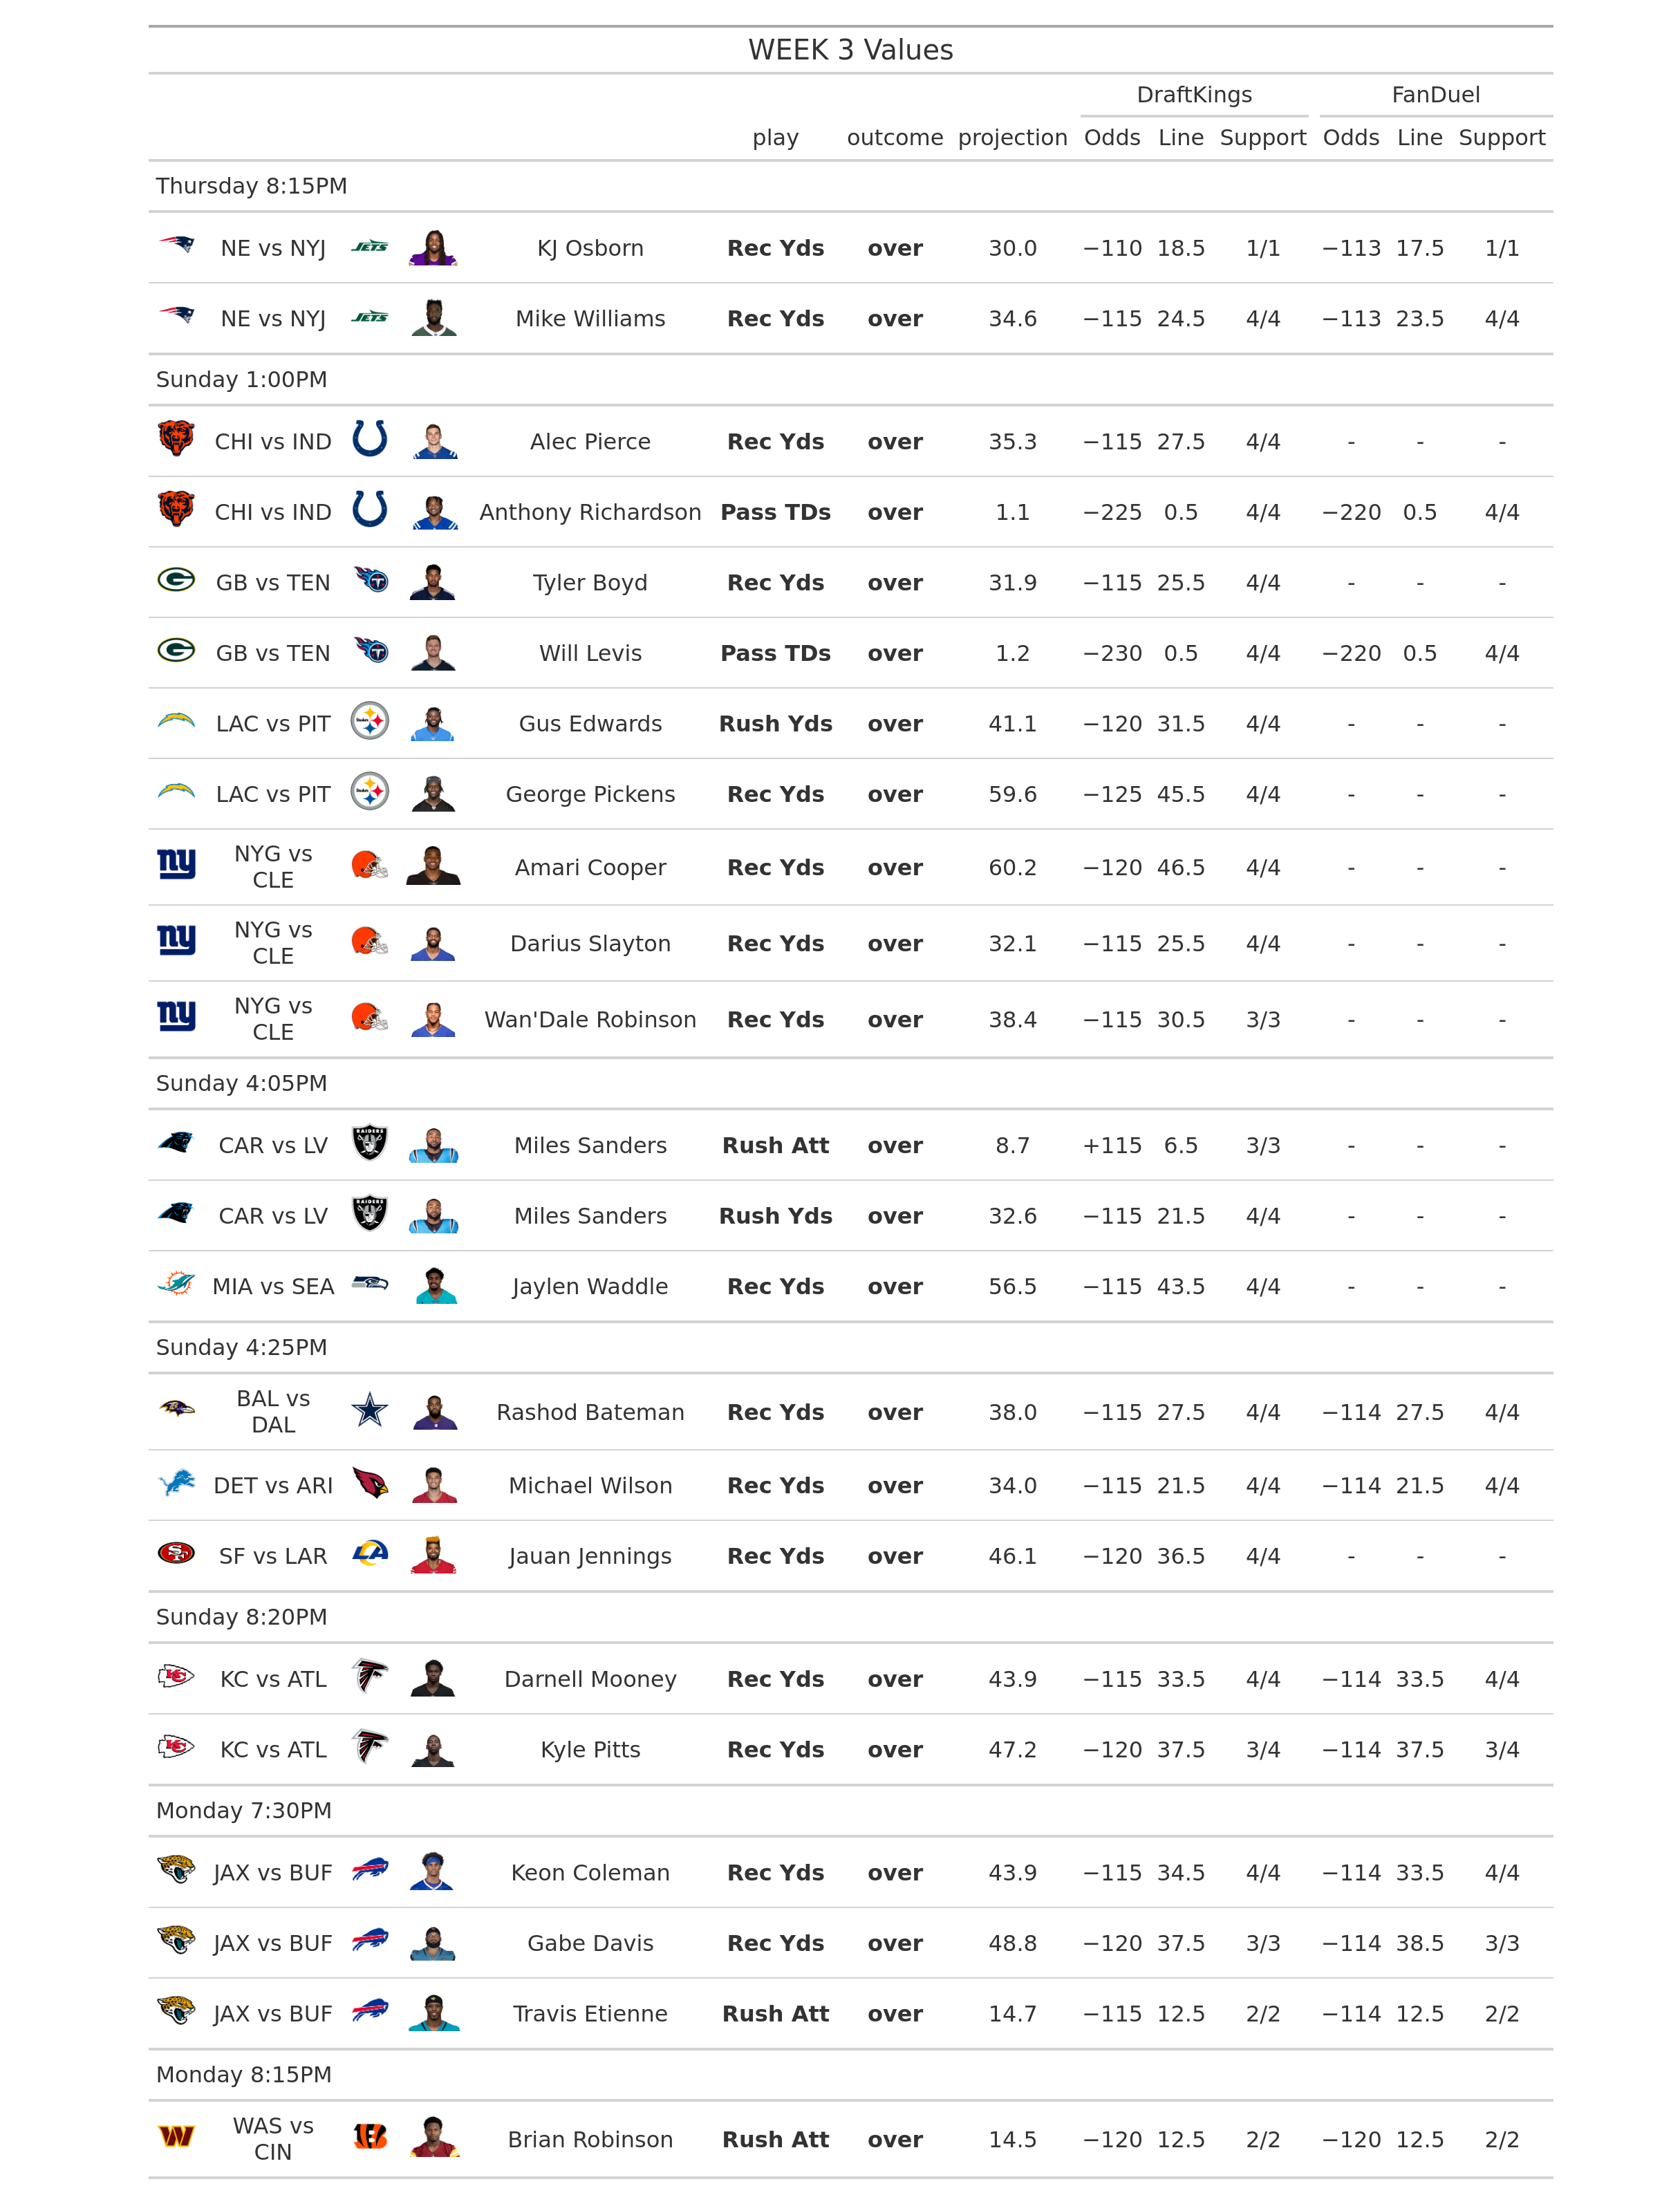 WEEK 3 Values
DraftKings FanDuel
play outcome projection Odds Line Support Odds Line Support
Thursday 8:15PM
NE vs NYJ JETS KJ Osborn Rec Yds over 30.0 −110 18.5 1/1 −113 17.5 1/1
NE vs NYJ JETS Mike Williams Rec Yds over 34.6 −115 24.5 4/4 −113 23.5 4/4
Sunday 1:00PM
CHI vs IND Alec Pierce Rec Yds over 35.3 −115 27.5 4/4 - - -
CHI vs IND Anthony Richardson Pass TDs over 1.1 −225 0.5 4/4 −220 0.5 4/4
G GB vs TEN T Tyler Boyd Rec Yds over 31.9 −115 25.5 4/4 - - -
G GB vs TEN T Will Levis Pass TDs over 1.2 −230 0.5 4/4 −220 0.5 4/4
LAC vs PIT Steelers Gus Edwards Rush Yds over 41.1 −120 31.5 4/4 - - -
LAC vs PIT Steelers George Pickens Rec Yds over 59.6 −125 45.5 4/4 - - -
ny NYG vs
CLE Amari Cooper Rec Yds over 60.2 −120 46.5 4/4 - - -
ny NYG vs
CLE Darius Slayton Rec Yds over 32.1 −115 25.5 4/4 - - -
ny NYG vs
CLE Wan'Dale Robinson Rec Yds over 38.4 −115 30.5 3/3 - - -
Sunday 4:05PM
CAR vs LV RAIDERS Miles Sanders Rush Att over 8.7 +115 6.5 3/3 - - -
CAR vs LV RAIDERS Miles Sanders Rush Yds over 32.6 −115 21.5 4/4 - - -
MIA vs SEA Jaylen Waddle Rec Yds over 56.5 −115 43.5 4/4 - - -
Sunday 4:25PM
BAL vs
DAL Rashod Bateman Rec Yds over 38.0 −115 27.5 4/4 −114 27.5 4/4
DET vs ARI Michael Wilson Rec Yds over 34.0 −115 21.5 4/4 −114 21.5 4/4
SF SF vs LAR LA Jauan Jennings Rec Yds over 46.1 −120 36.5 4/4 - - -
Sunday 8:20PM
KC KC vs ATL Darnell Mooney Rec Yds over 43.9 −115 33.5 4/4 −114 33.5 4/4
KC KC vs ATL Kyle Pitts Rec Yds over 47.2 −120 37.5 3/4 −114 37.5 3/4
Monday 7:30PM
JAX vs BUF Keon Coleman Rec Yds over 43.9 −115 34.5 4/4 −114 33.5 4/4
JAX vs BUF Gabe Davis Rec Yds over 48.8 −120 37.5 3/3 −114 38.5 3/3
JAX vs BUF Travis Etienne Rush Att over 14.7 −115 12.5 2/2 −114 12.5 2/2
Monday 8:15PM
W WAS vs
CIN B Brian Robinson Rush Att over 14.5 −120 12.5 2/2 −120 12.5 2/2